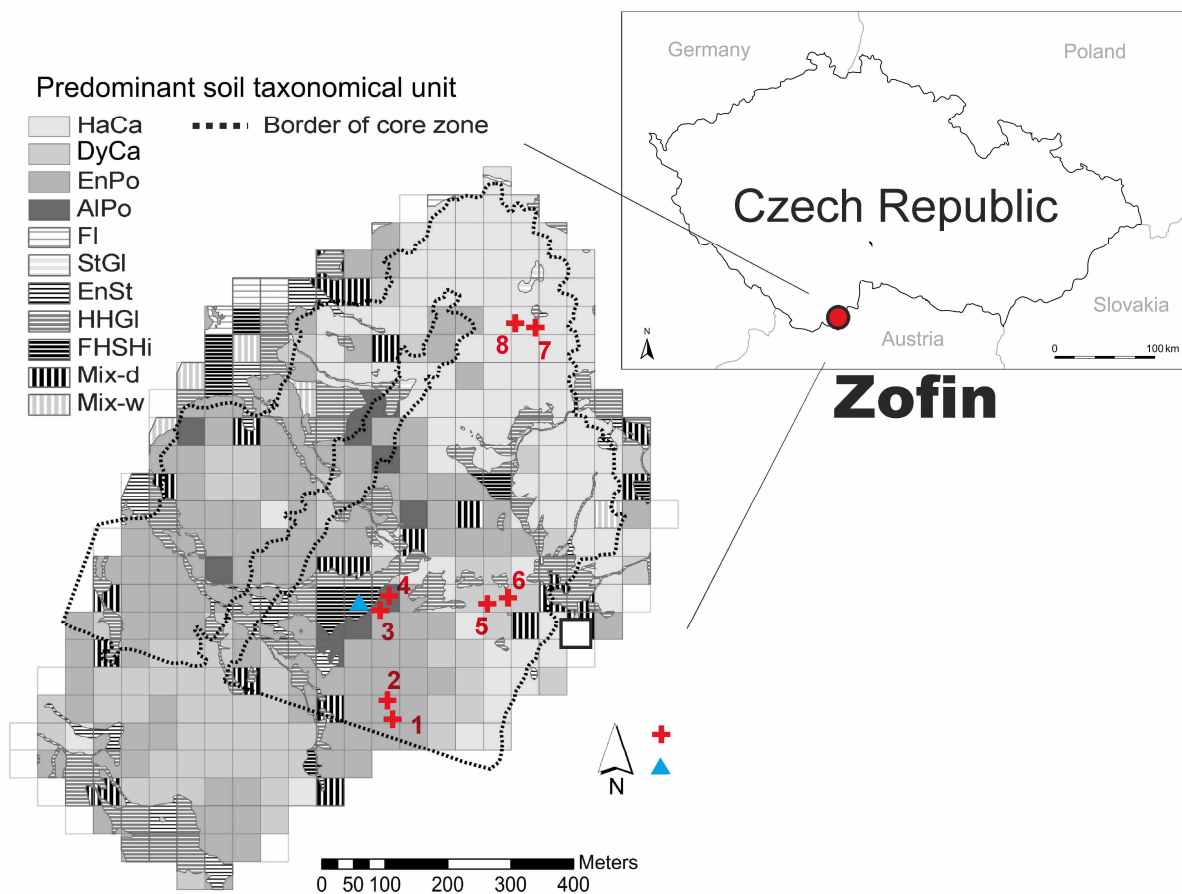 Predominant soil taxonomical unit
HaCa
DyCa
EnPo
AlPo
Fl
StGl
EnSt
HHGl
FHSHi
Mix-d
Mix-w
Border of core zone
Germany
Poland
Czech Republic
Slovakia
Austria
N
0 100 km
Zofin
8 7
4
3
6
5
2
1
N
Meters
0 50 100 200 300 400